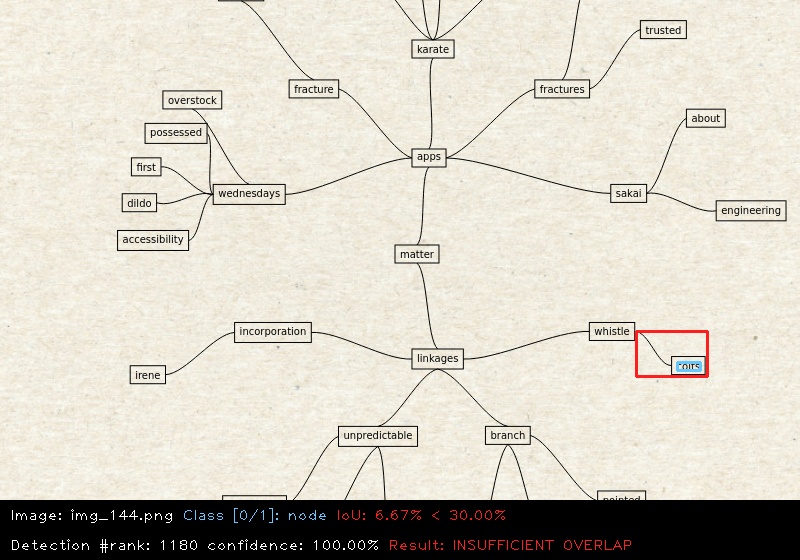 karate
trusted
fracture
fractures
overstock
about
possessed
apps
first
wednesdays
sakai
dildo
engineering
accessibility
matter
incorporation
whistle
linkages
irene
unpredictable
branch
Image: img_144.png Class [0/1]: node IoU: 6.67% < 30.00%
Detection #rank: 1180 confidence: 100.00% Result: INSUFFICIENT OVERLAP